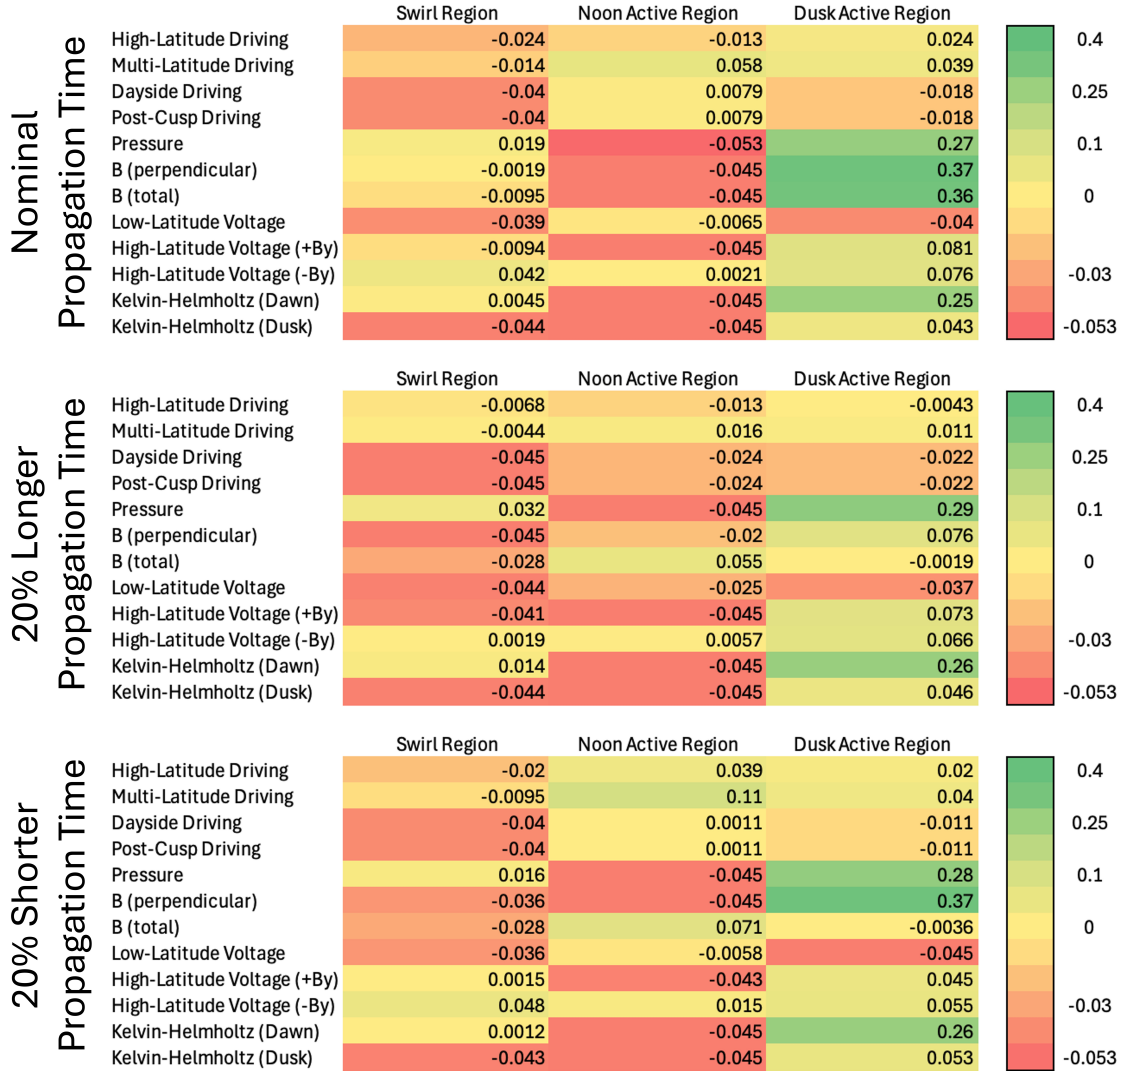 Nominal
Propagation Time
Swirl Region Noon Active Region Dusk Active Region
High-Latitude Driving -0.024 -0.013 0.024 0.4
Multi-Latitude Driving -0.014 0.058 0.039
Dayside Driving -0.04 0.0079 -0.018 0.25
Post-Cusp Driving -0.04 0.0079 -0.018
Pressure 0.019 -0.053 0.27 0.1
B (perpendicular) -0.0019 -0.045 0.37
B (total) -0.0095 -0.045 0.36 0
Low-Latitude Voltage -0.039 -0.0065 -0.04
High-Latitude Voltage (+By) -0.0094 -0.045 0.081
High-Latitude Voltage (-By) 0.042 0.0021 0.076 -0.03
Kelvin-Helmholtz (Dawn) 0.0045 -0.045 0.25
Kelvin-Helmholtz (Dusk) -0.044 -0.045 0.043 -0.053
20% Longer
Propagation Time
Swirl Region Noon Active Region Dusk Active Region
High-Latitude Driving -0.0068 -0.013 -0.0043 0.4
Multi-Latitude Driving -0.0044 0.016 0.011
Dayside Driving -0.045 -0.024 -0.022 0.25
Post-Cusp Driving -0.045 -0.024 -0.022
Pressure 0.032 -0.045 0.29 0.1
B (perpendicular) -0.045 -0.02 0.076
B (total) -0.028 0.055 -0.0019 0
Low-Latitude Voltage -0.044 -0.025 -0.037
High-Latitude Voltage (+By) -0.041 -0.045 0.073
High-Latitude Voltage (-By) 0.0019 0.0057 0.066 -0.03
Kelvin-Helmholtz (Dawn) 0.014 -0.045 0.26
Kelvin-Helmholtz (Dusk) -0.044 -0.045 0.046 -0.053
20% Shorter
Propagation Time
Swirl Region Noon Active Region Dusk Active Region
High-Latitude Driving -0.02 0.039 0.02 0.4
Multi-Latitude Driving -0.0095 0.11 0.04
Dayside Driving -0.04 0.0011 -0.011 0.25
Post-Cusp Driving -0.04 0.0011 -0.011
Pressure 0.016 -0.045 0.28 0.1
B (perpendicular) -0.036 -0.045 0.37
B (total) -0.028 0.071 -0.0036 0
Low-Latitude Voltage -0.036 -0.0058 -0.045
High-Latitude Voltage (+By) 0.0015 -0.043 0.045
High-Latitude Voltage (-By) 0.048 0.015 0.055 -0.03
Kelvin-Helmholtz (Dawn) 0.0012 -0.045 0.26
Kelvin-Helmholtz (Dusk) -0.043 -0.045 0.053 -0.053